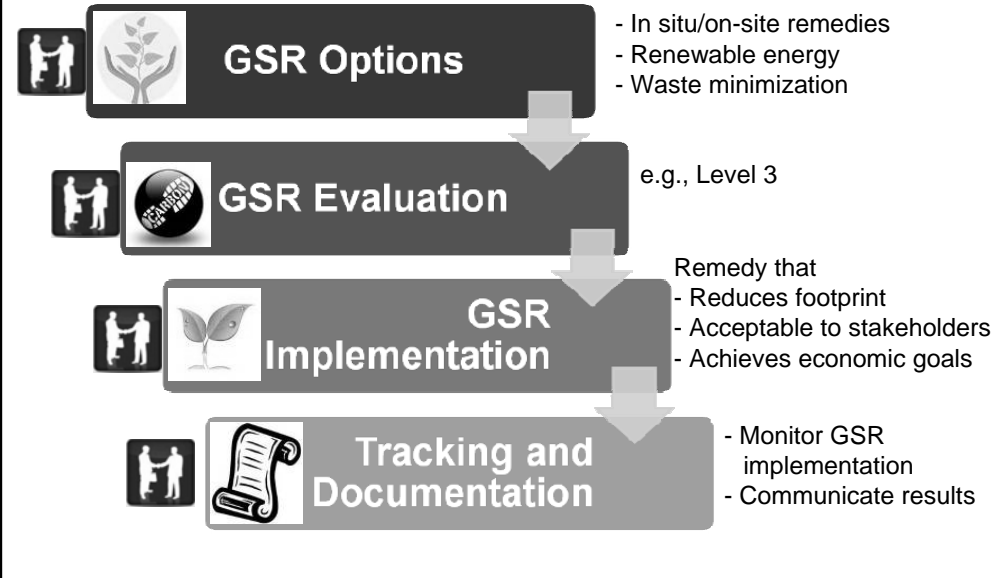 GSR Options
- In situ/on-site remedies
- Renewable energy
- Waste minimization
CARBON
GSR Evaluation
e.g., Level 3
GSR
Implementation
Remedy that
- Reduces footprint
- Acceptable to stakeholders
- Achieves economic goals
Tracking and
Documentation
- Monitor GSR
implementation
- Communicate results